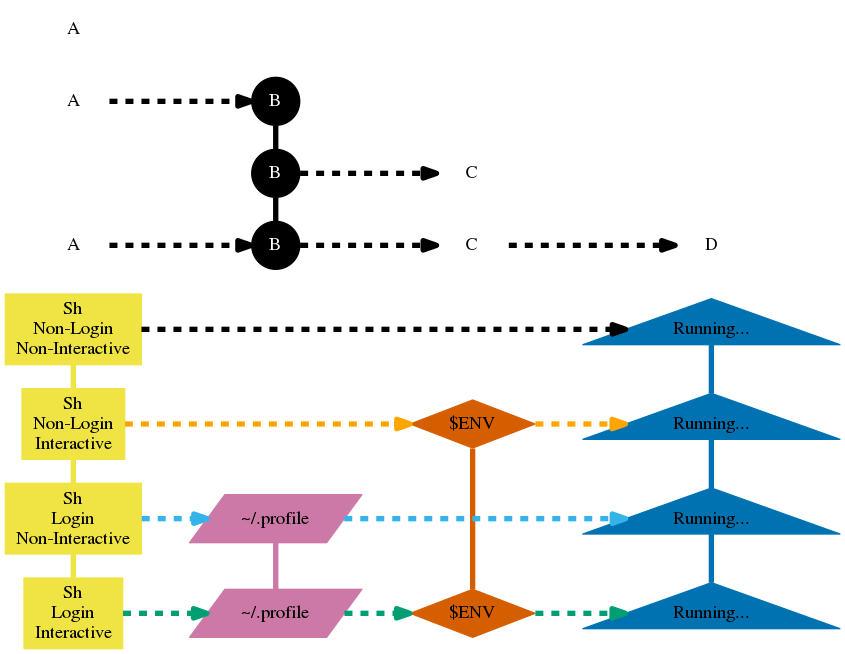 A
A
B
B
C
A
B
C
D
Sh
Non-Login
Non-Interactive
Running...
Sh
Non-Login
Interactive
$ENV
Running...
Sh
Login
Non-Interactive
~/.profile
Running...
Sh
Login
Interactive
~/.profile
$ENV
Running...